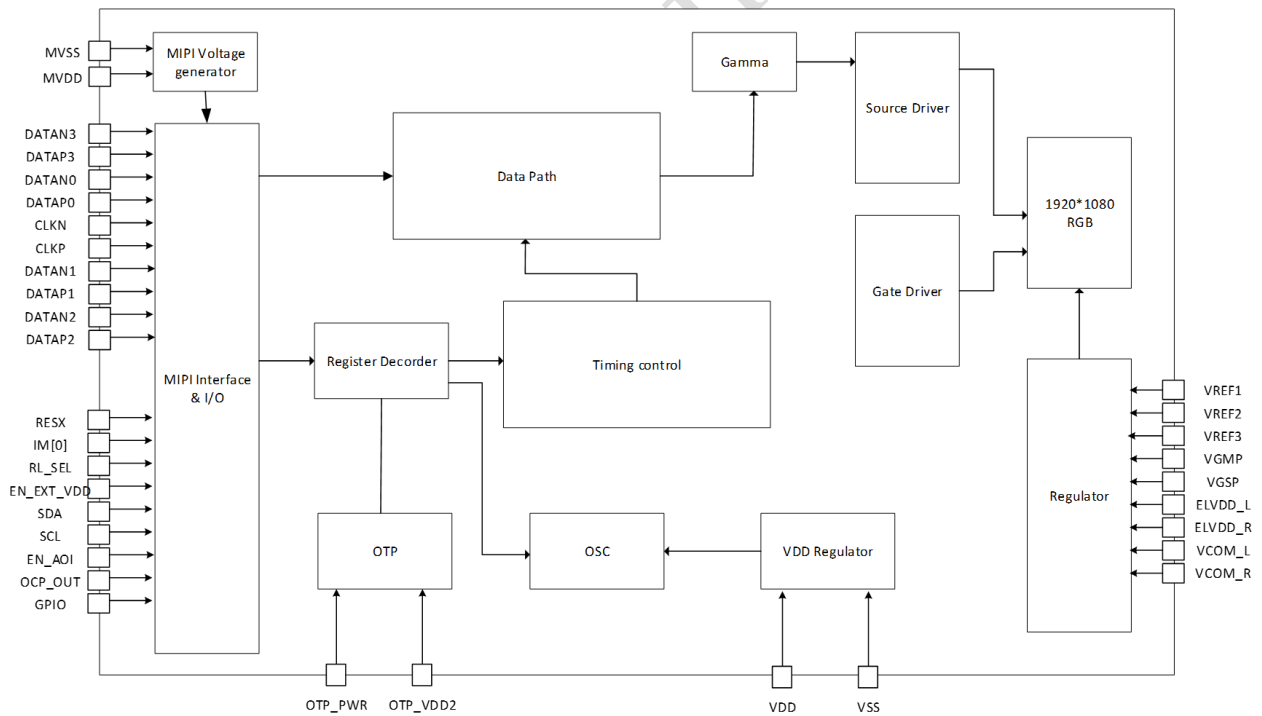 MVSS
MVDD
MIPI Voltage
generator
Gamma
Source Driver
DATAN3
DATAP3
DATAN0
DATAP0
CLKN
CLKP
DATAN1
DATAP1
DATAN2
DATAP2
Data Path
1920*1080
RGB
Gate Driver
MIPI Interface
& I/O
Register Decorder
Timing control
RESX
IM[0]
RL_SEL
EN_EXT_VDD
SDA
SCL
EN_AOI
OCP_OUT
GPIO
VREF1
VREF2
VREF3
VGMP
VGSP
ELVDD_L
ELVDD_R
VCOM_L
VCOM_R
Regulator
OTP
OSC
VDD Regulator
OTP_PWR
OTP_VDD2
VDD
VSS